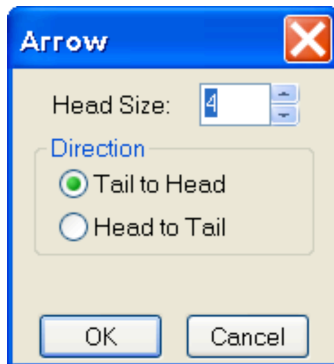 Arrow
Head Size: 4
Direction
Tail to Head
Head to Tail
OK Cancel